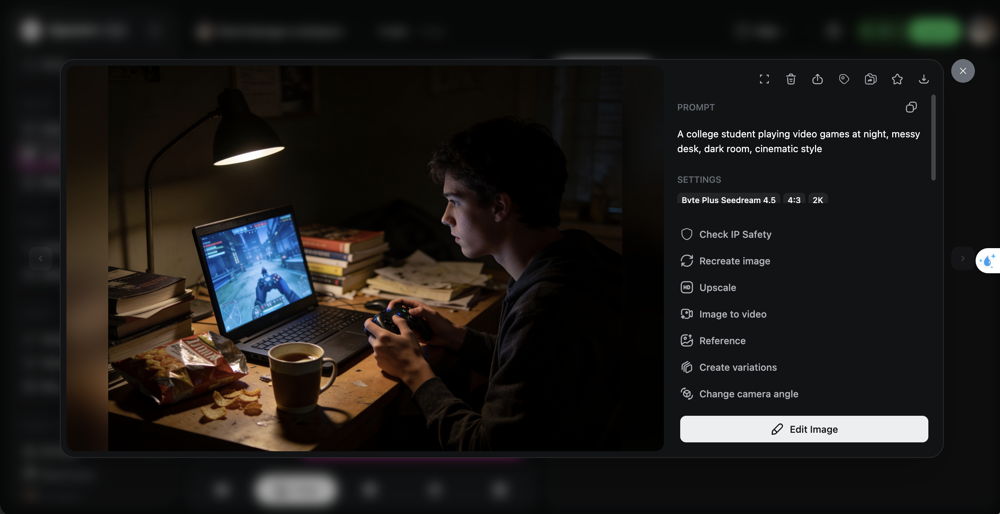 PROMPT
A college student playing video games at night, messy
desk, dark room, cinematic style
SETTINGS
Byte Plus Seedream 4.5 4:3 2K
Check IP Safety
Recreate image
HD Upscale
Image to video
Reference
Create variations
Change camera angle
Edit Image